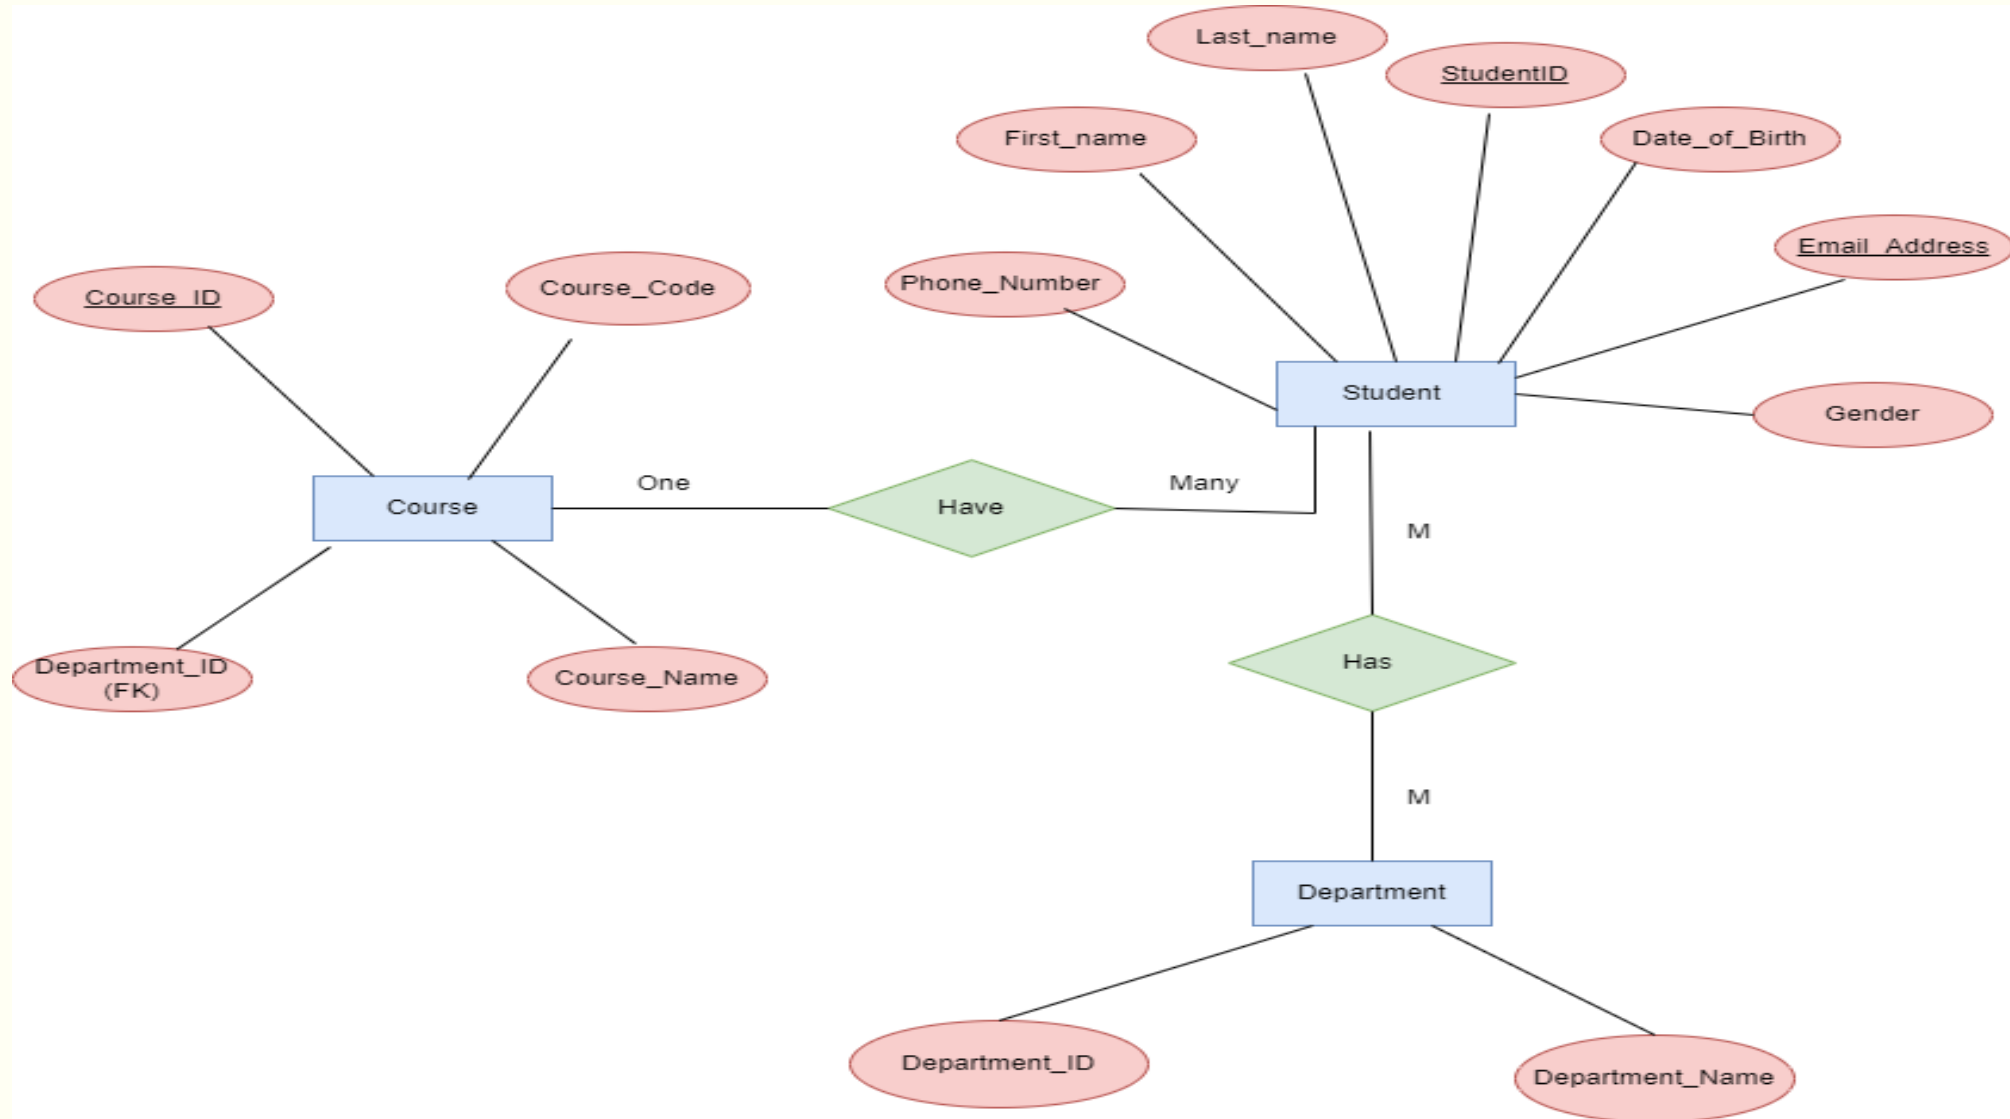 Last_name
StudentID
First_name
Date_of_Birth
Email_Address
Phone_Number
Course_ID
Course_Code
Student
Gender
One
Many
Course
Have
M
Department_ID
(FK)
Course_Name
Has
M
Department
Department_ID
Department_Name